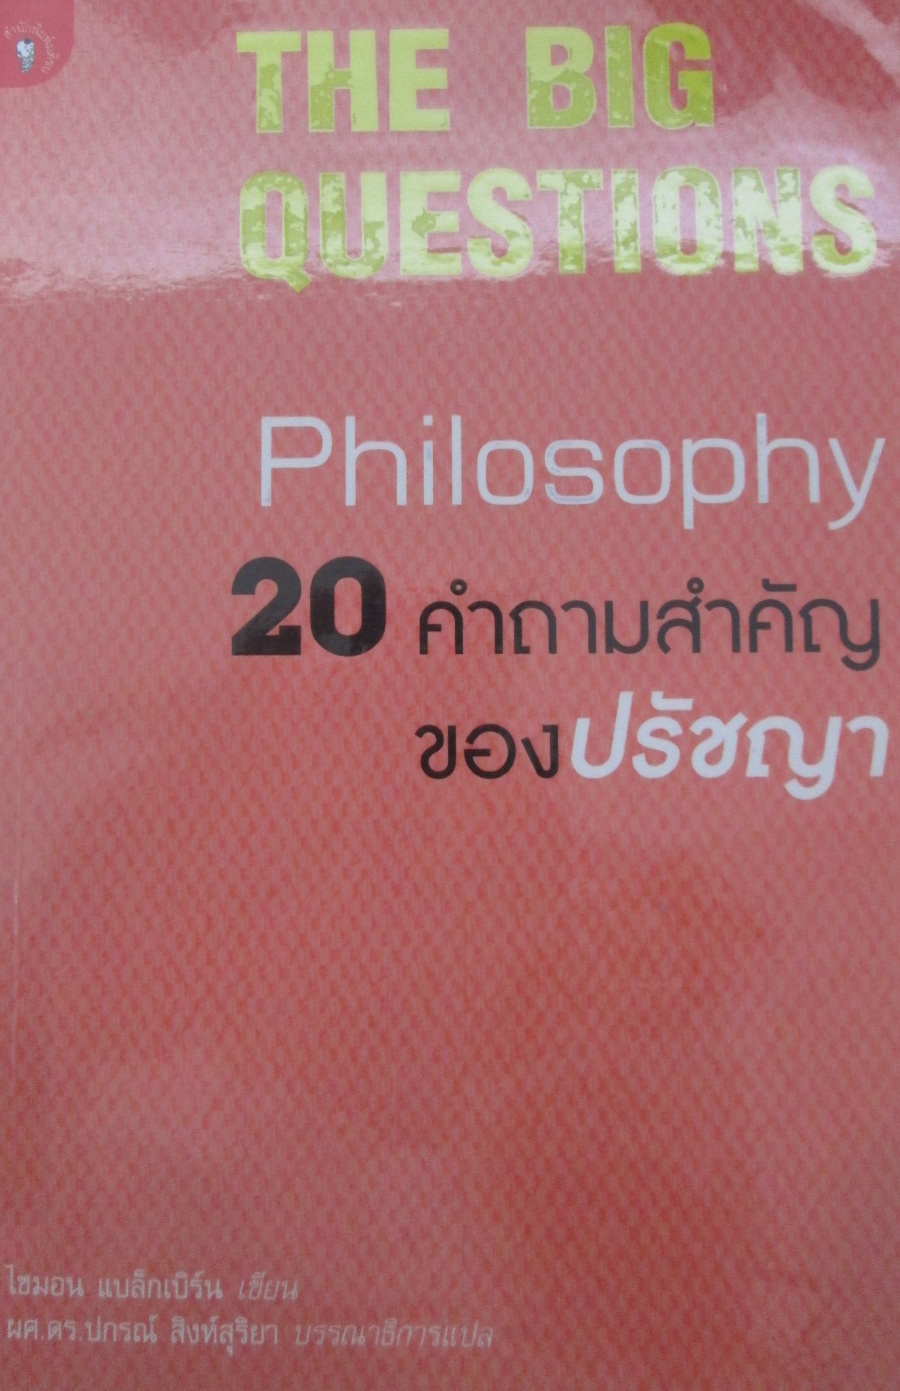 THE BIG
QUESTIONS
Philosophy
20 คำถามสำคัญ
ของปรัชญา
ไซมอน แบล็กเบิร์น เขียน
ผศ.ดร.ปกรณ์ สิงห์สุริยา บรรณาธิการแปล